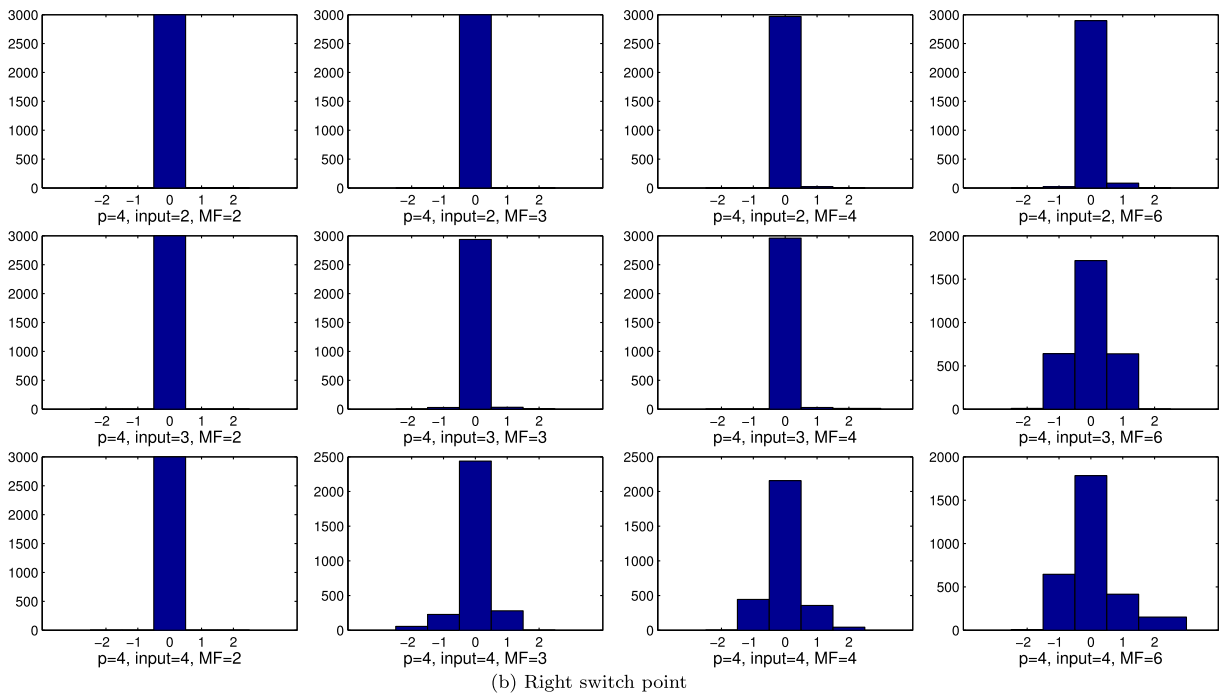 3000 3000 3000 3000
2500 2500 2500 2500
2000 2000 2000 2000
1500 1500 1500 1500
1000 1000 1000 1000
500 500 500 500
0 0 0 0
−2 −1 0 1 2 −2 −1 0 1 2 −2 −1 0 1 2 −2 −1 0 1 2
p=4, input=2, MF=2 p=4, input=2, MF=3 p=4, input=2, MF=4 p=4, input=2, MF=6
3000 3000 3000 2000
2500 2500 2500
2000 2000 2000 1500
1500 1500 1500 1000
1000 1000 1000
500 500 500 500
0 0 0 0
−2 −1 0 1 2 −2 −1 0 1 2 −2 −1 0 1 2 −2 −1 0 1 2
p=4, input=3, MF=2 p=4, input=3, MF=3 p=4, input=3, MF=4 p=4, input=3, MF=6
3000 2500 2500 2000
2500 2000 2000
2000 1500 1500 1500
1500 1000
1000 1000 1000
500 500 500 500
0 0 0 0
−2 −1 0 1 2 −2 −1 0 1 2 −2 −1 0 1 2 −2 −1 0 1 2
p=4, input=4, MF=2 p=4, input=4, MF=3 p=4, input=4, MF=4 p=4, input=4, MF=6
(b) Right switch point